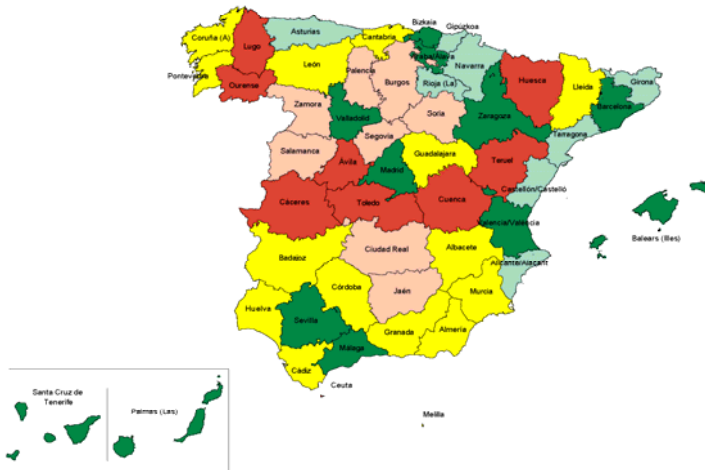 Bizkaia
Gipúzkoa
Coruña (A)
Lugo
Asturias
Cantabria
Pontevedra
Ourense
León
Palencia
Burgos
Araba/Álava
Navarra
Rioja (La)
Huesca
Lleida
Girona
Barcelona
Zamora
Valladolid
Soria
Zaragoza
Tarragona
Segovia
Salamanca
Ávila
Madrid
Guadalajara
Teruel
Castellón/Castelló
Cáceres
Toledo
Cuenca
Valencia/València
Balears (Illes)
Badajoz
Ciudad Real
Albacete
Alicante/Alacant
Córdoba
Jaén
Murcia
Huelva
Sevilla
Granada
Almería
Málaga
Cádiz
Ceuta
Melilla
Santa Cruz de
Tenerife
Palmas (Las)